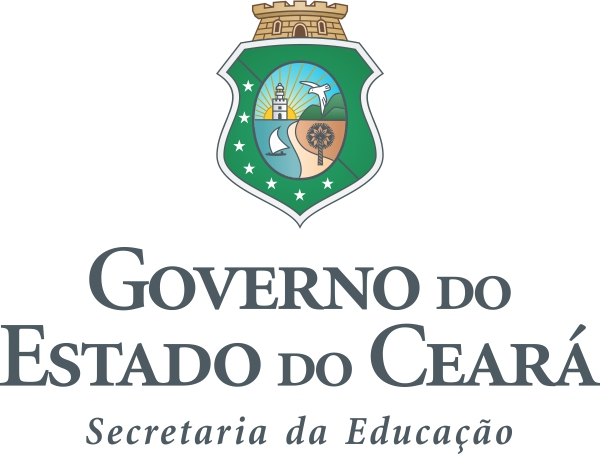 GOVERNO DO
ESTADO DO CEARÁ
Secretaria da Educação